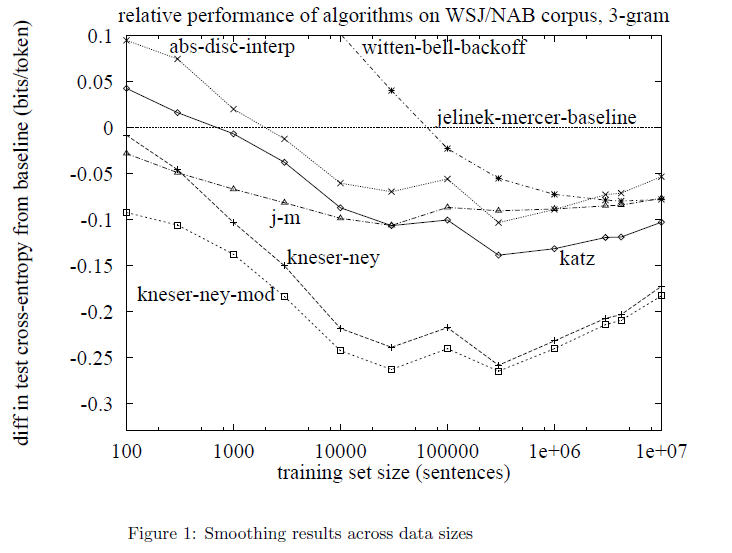 relative performance of algorithms on WSJ/NAB corpus, 3-gram
diff in test cross-entropy from baseline (bits/token)
0.1
0.05
0
-0.05
-0.1
-0.15
-0.2
-0.25
-0.3
abs-disc-interp
witten-bell-backoff
jelinek-mercer-baseline
j-m
kneser-ney
katz
kneser-ney-mod
100
1000
10000
100000
1e+06
1e+07
training set size (sentences)
Figure 1: Smoothing results across data sizes